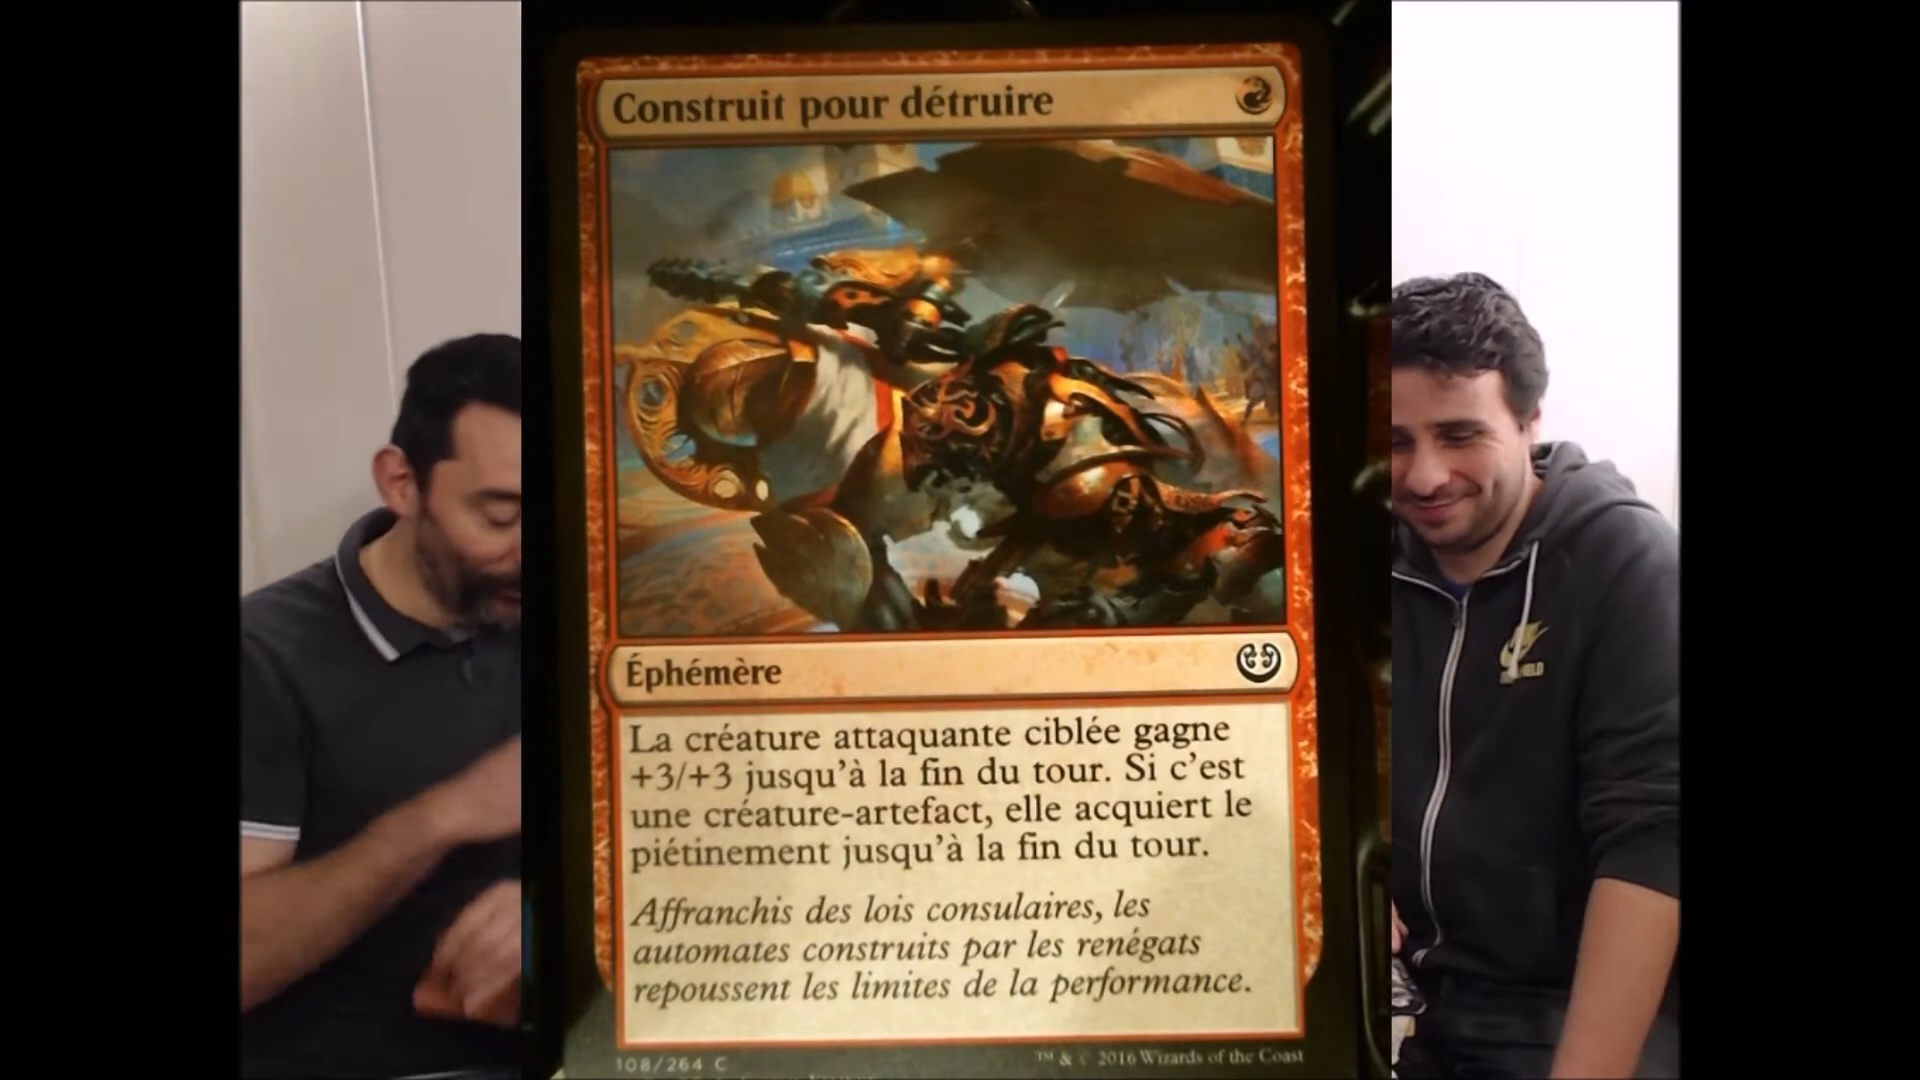 Construit pour détruire
Éphémère
La créature attaquante ciblée gagne
+3/+3 jusqu'à la fin du tour. Si c'est
une créature-artefact, elle acquiert le
piétinement jusqu'à la fin du tour.
Affranchis des lois consulaires, les
automates construits par les renégats
repoussent les limites de la performance.
108/264 C
™ & © 2016 Wizards of the Coast